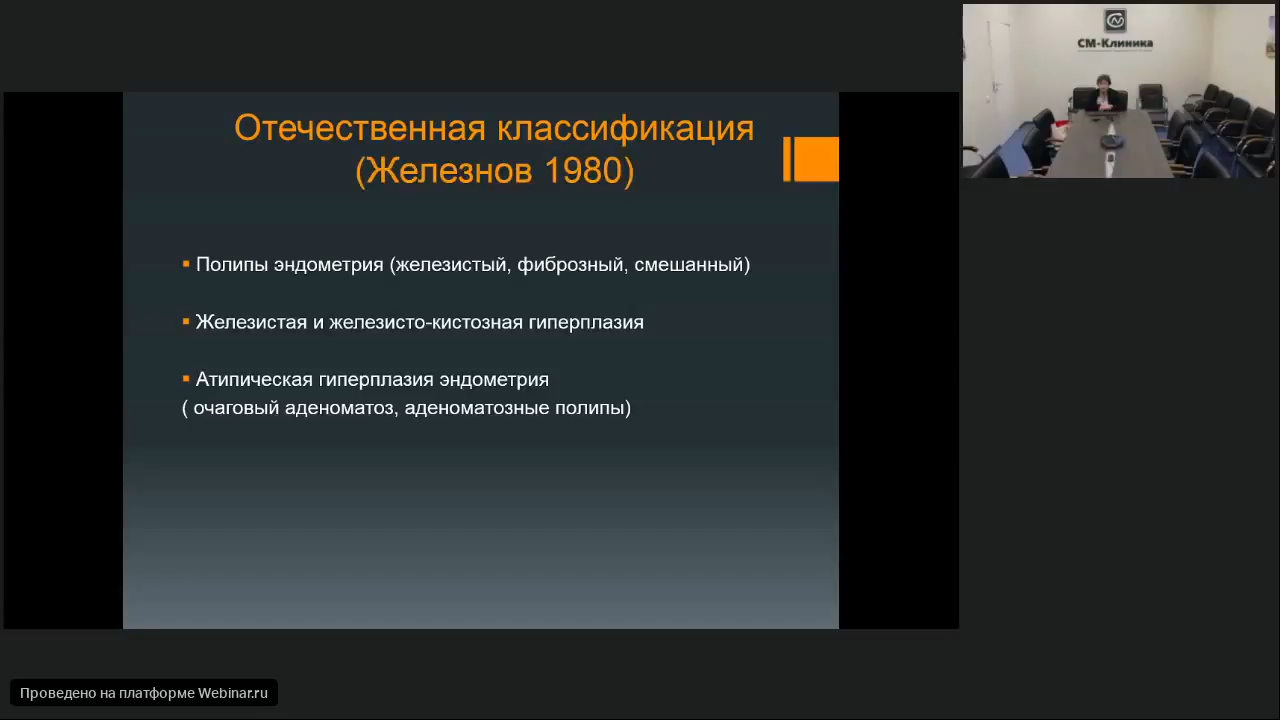 Отечественная классификация
(Железнов 1980)
▪ Полипы эндометрия (железистый, фиброзный, смешанный)
▪ Железистая и железисто-кистозная гиперплазия
▪ Атипическая гиперплазия эндометрия
( очаговый аденоматоз, аденоматозные полипы)
СМ-Клиника
Проведено на платформе Webinar.ru